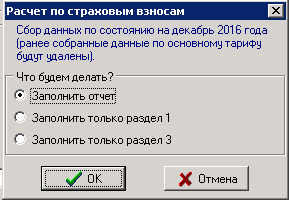 Расчет по страховым взносам
Сбор данных по состоянию на декабрь 2016 года
(ранее собранные данные по основному тарифу
будут удалены).
Что будем делать?
Заполнить отчет
Заполнить только раздел 1
Заполнить только раздел 3
OK
Отмена